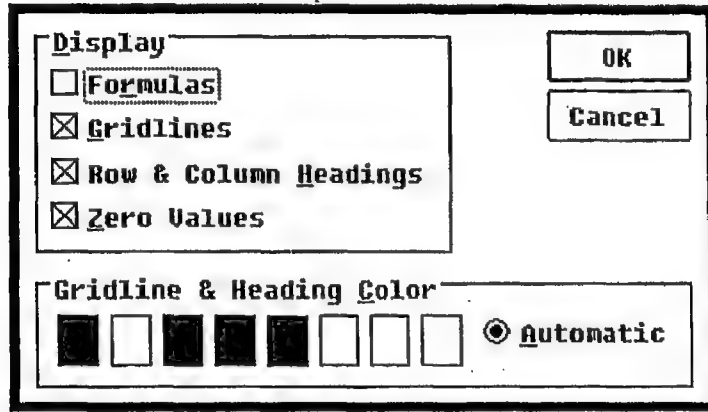 Display
Formulas
Gridlines
Row & Column Headings
Zero Values
OK
Cancel
Gridline & Heading Color
Automatic